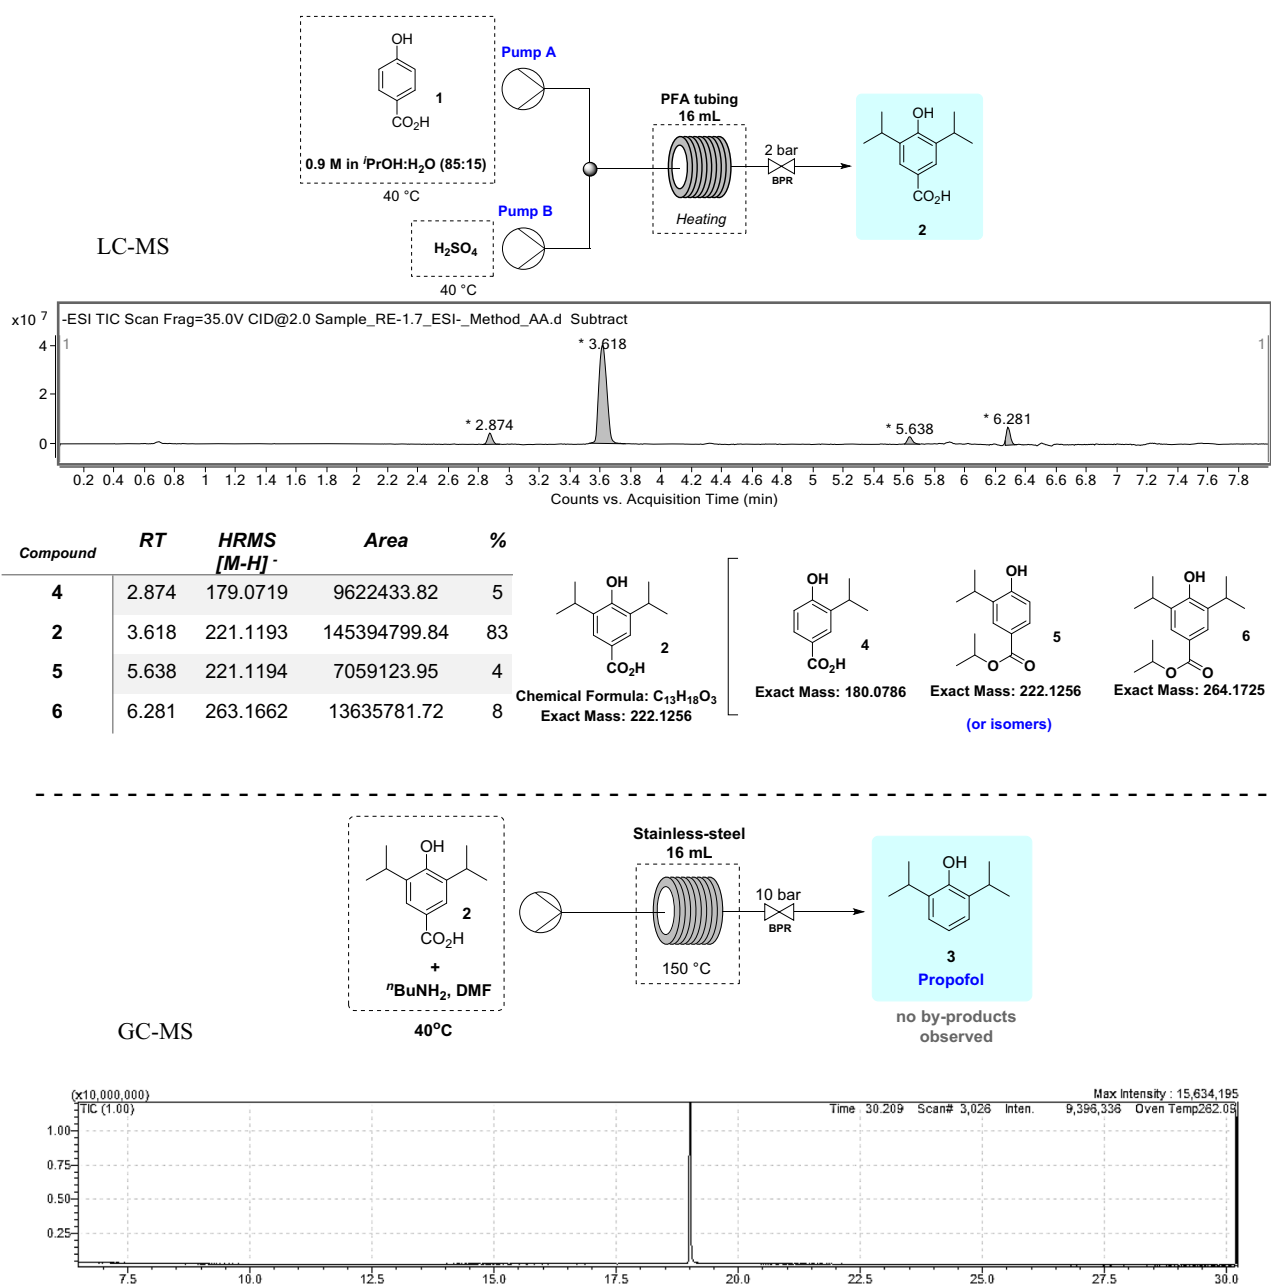 OH
1
CO₂H
0.9 M in ⁱPrOH:H₂O (85:15)
40 °C
Pump A
Pump B
H₂SO₄
40 °C
PFA tubing
16 mL
Heating
2 bar
BPR
OH
CO₂H
2
LC-MS
x10 ⁷
-ESI TIC Scan Frag=35.0V CID@2.0 Sample_RE-1.7_ESI-_Method_AA.d Subtract
1 1
4
2
0
* 2.874
* 3.618
* 5.638
* 6.281
0.2 0.4 0.6 0.8 1 1.2 1.4 1.6 1.8 2 2.2 2.4 2.6 2.8 3 3.2 3.4 3.6 3.8 4 4.2 4.4 4.6 4.8 5 5.2 5.4 5.6 5.8 6 6.2 6.4 6.6 6.8 7 7.2 7.4 7.6 7.8
Counts vs. Acquisition Time (min)
Compound RT HRMS [M-H]⁻ Area %
4 2.874 179.0719 9622433.82 5
2 3.618 221.1193 145394799.84 83
5 5.638 221.1194 7059123.95 4
6 6.281 263.1662 13635781.72 8
OH
CO₂H
2
Chemical Formula: C₁₃H₁₈O₃
Exact Mass: 222.1256
OH
CO₂H
4
Exact Mass: 180.0786
OH
O O
5
Exact Mass: 222.1256
(or isomers)
OH
O O
6
Exact Mass: 264.1725
OH
2
CO₂H
+
ⁿBuNH₂, DMF
40°C
Stainless-steel
16 mL
150 °C
10 bar
BPR
OH
3
Propofol
no by-products
observed
GC-MS
(x10,000,000)
Max Intensity : 15,634,195
TIC (1.00)
Time 30.209 Scan# 3,026 Inten. 9,396,336 Oven Temp262.05
1.00
0.75
0.50
0.25
7.5 10.0 12.5 15.0 17.5 20.0 22.5 25.0 27.5 30.0